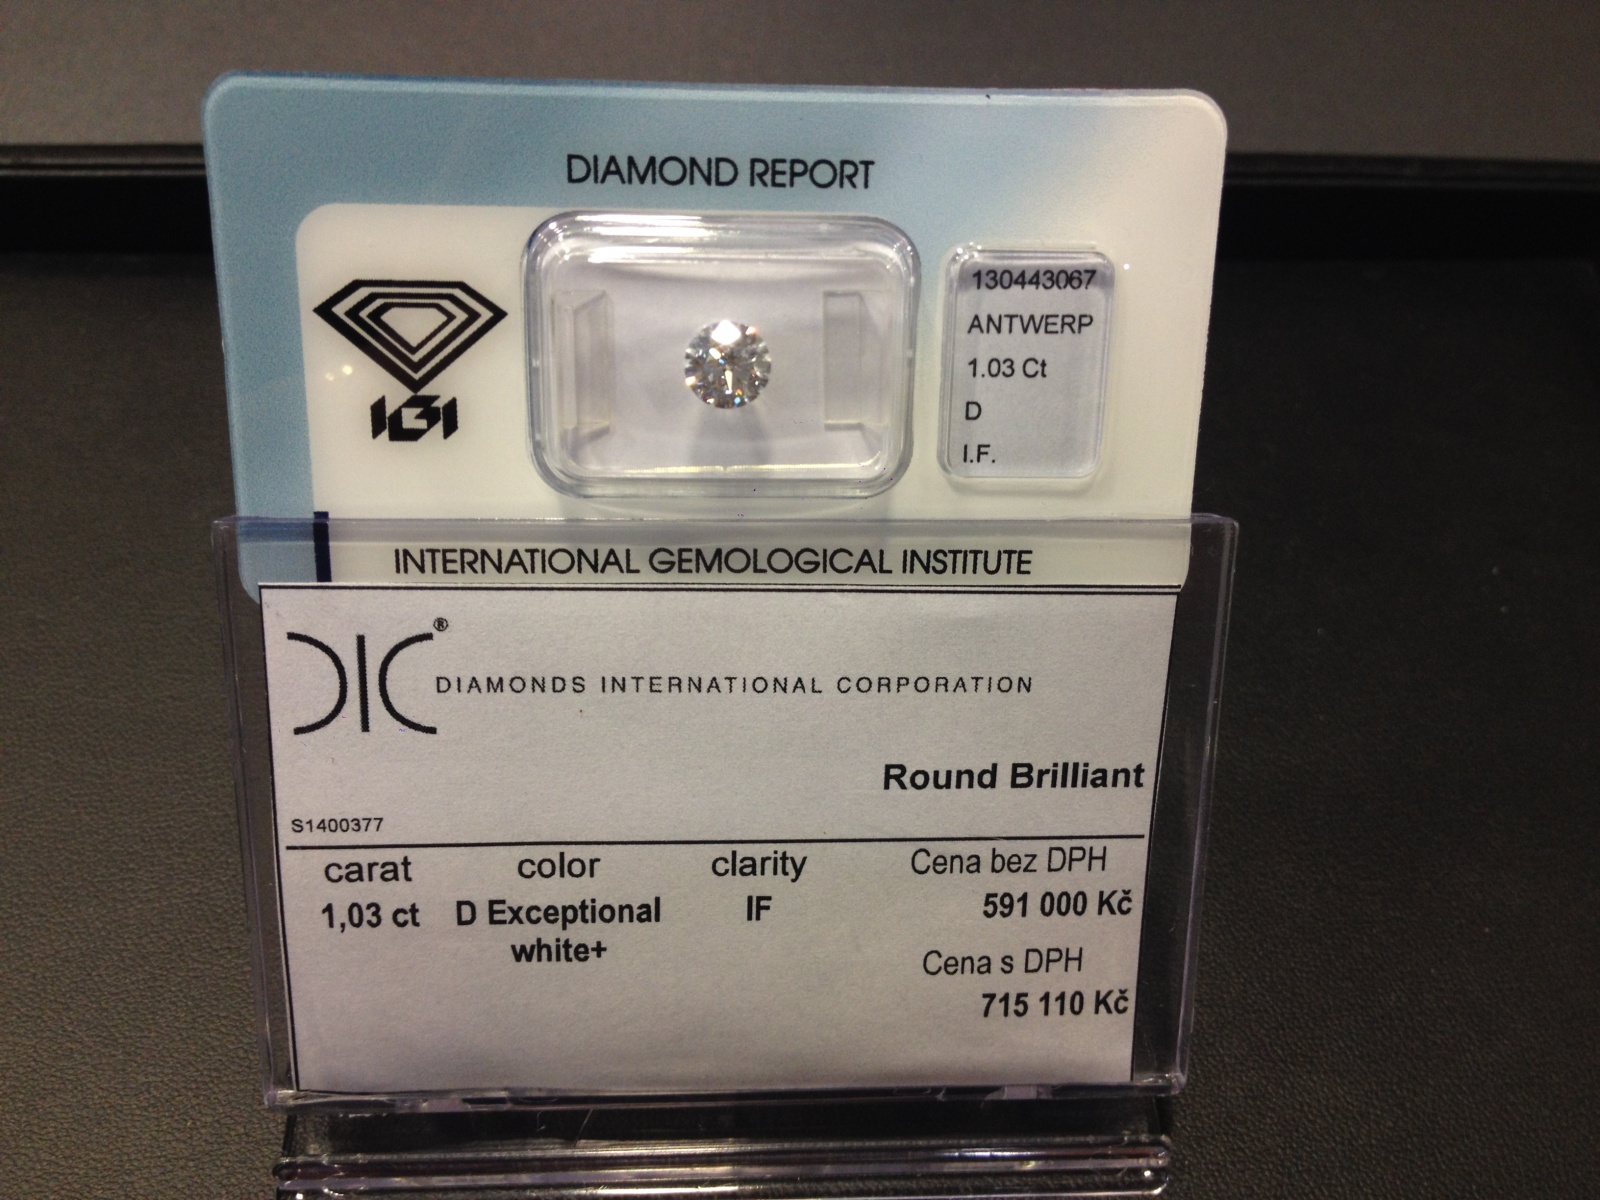 DIAMOND REPORT
IGI
130443067
ANTWERP
1.03 Ct
D
I.F.
INTERNATIONAL GEMOLOGICAL INSTITUTE
DIC®
DIAMONDS INTERNATIONAL CORPORATION
Round Brilliant
S1400377
carat color clarity Cena bez DPH
1,03 ct D Exceptional IF 591 000 Kč
white+
Cena s DPH
715 110 Kč